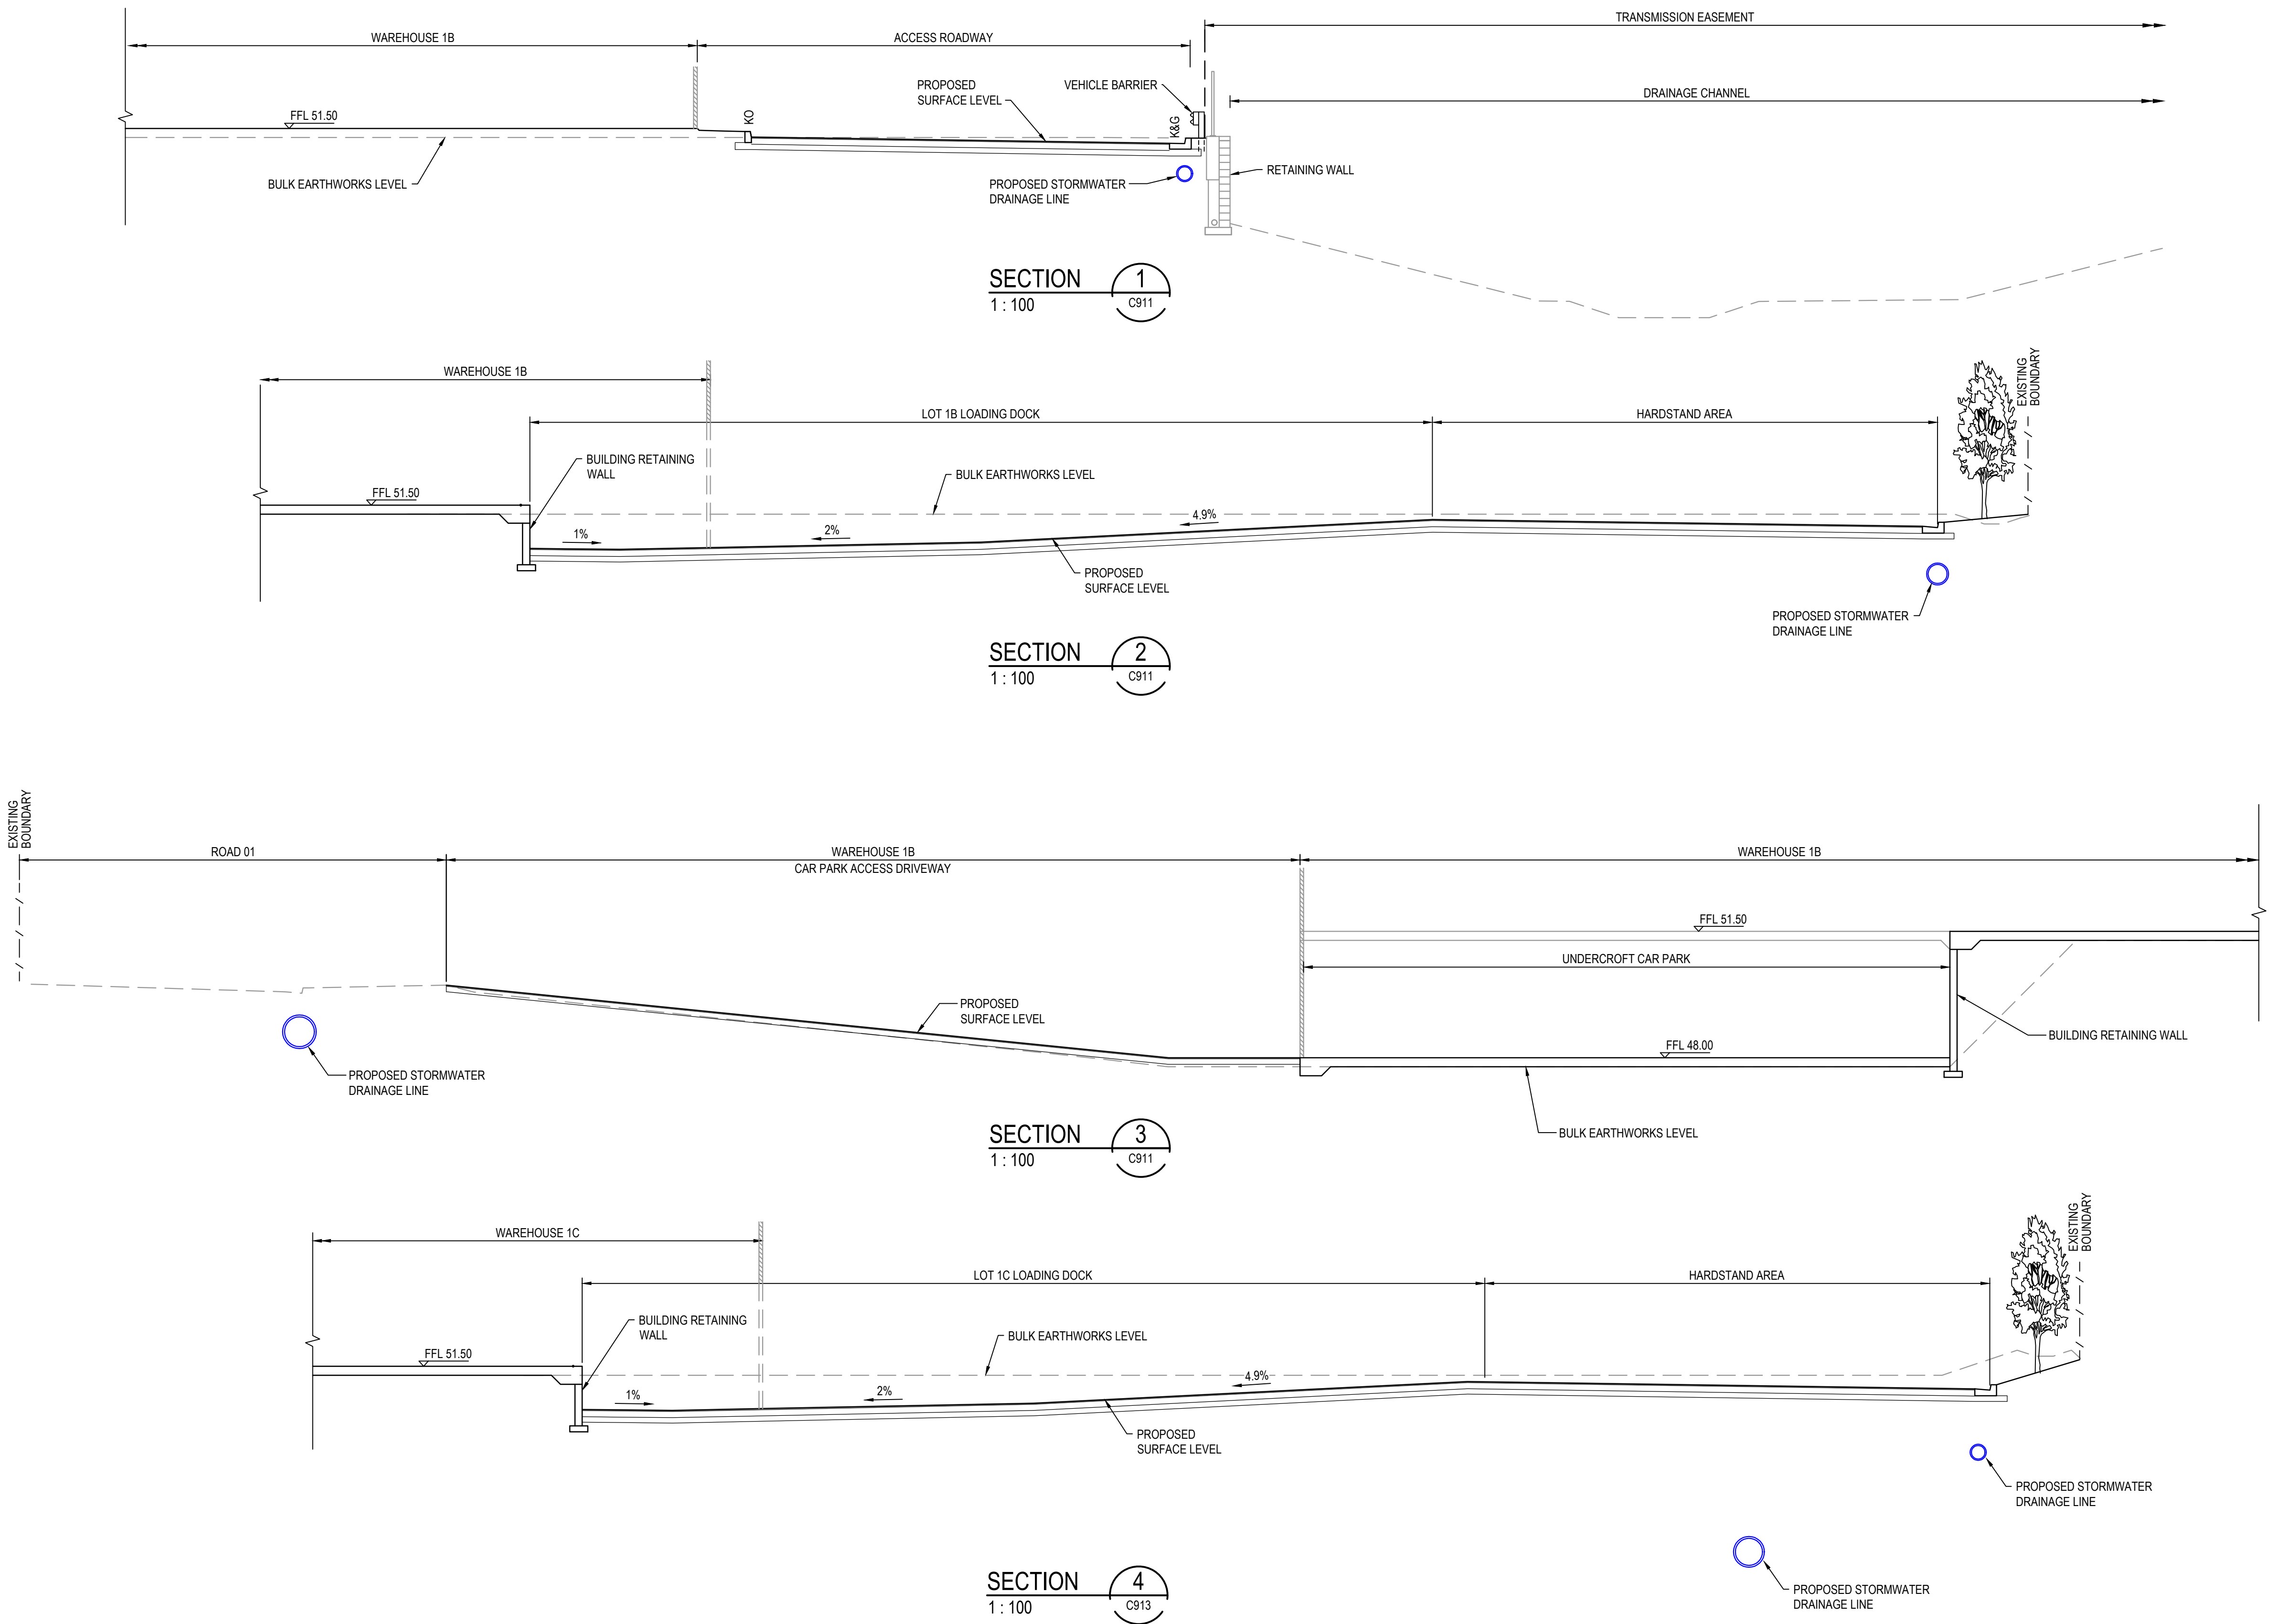 TRANSMISSION EASEMENT
WAREHOUSE 1B
ACCESS ROADWAY
PROPOSED
SURFACE LEVEL
VEHICLE BARRIER
DRAINAGE CHANNEL
FFL 51.50
KO
K&G
BULK EARTHWORKS LEVEL
PROPOSED STORMWATER
DRAINAGE LINE
RETAINING WALL
SECTION
1 : 100
1
C911
WAREHOUSE 1B
LOT 1B LOADING DOCK
HARDSTAND AREA
EXISTING
BOUNDARY
BUILDING RETAINING
WALL
BULK EARTHWORKS LEVEL
FFL 51.50
1%
2%
4.9%
PROPOSED
SURFACE LEVEL
PROPOSED STORMWATER
DRAINAGE LINE
SECTION
1 : 100
2
C911
EXISTING
BOUNDARY
ROAD 01
WAREHOUSE 1B
CAR PARK ACCESS DRIVEWAY
WAREHOUSE 1B
FFL 51.50
UNDERCROFT CAR PARK
PROPOSED
SURFACE LEVEL
FFL 48.00
BUILDING RETAINING WALL
PROPOSED STORMWATER
DRAINAGE LINE
BULK EARTHWORKS LEVEL
SECTION
1 : 100
3
C911
WAREHOUSE 1C
LOT 1C LOADING DOCK
HARDSTAND AREA
EXISTING
BOUNDARY
BUILDING RETAINING
WALL
BULK EARTHWORKS LEVEL
FFL 51.50
1%
2%
4.9%
PROPOSED
SURFACE LEVEL
PROPOSED STORMWATER
DRAINAGE LINE
PROPOSED STORMWATER
DRAINAGE LINE
SECTION
1 : 100
4
C913